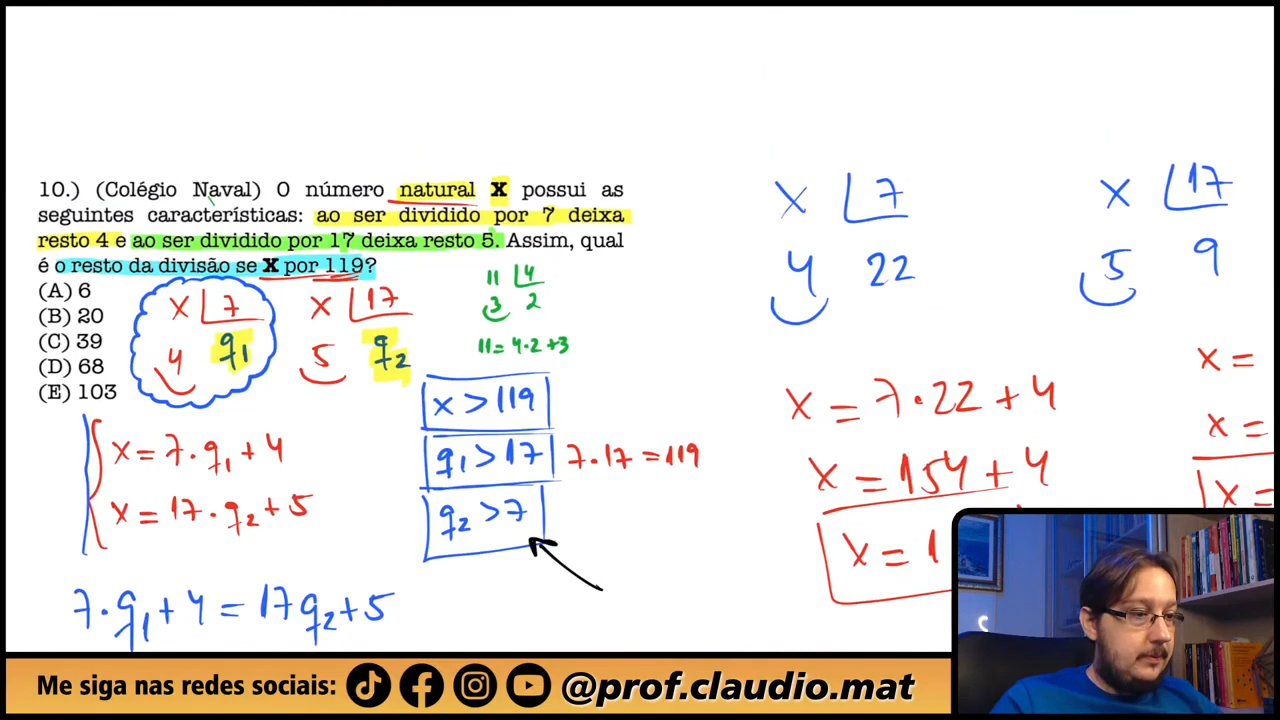 10.) (Colégio Naval) O número natural X possui as
seguintes características: ao ser dividido por 7 deixa
resto 4 e ao ser dividido por 17 deixa resto 5. Assim, qual
é o resto da divisão se X por 119?
(A) 6
(B) 20
(C) 39
(D) 68
(E) 103
X 7
4 q₁
X 17
5 q₂
11 4
3 2
11 = 4·2+3
x = 7·q₁+4
x = 17·q₂+5
x > 119
q₁ > 17
7·17 = 119
q₂ > 7
7·q₁+4 = 17q₂+5
X 7
4 22
X 17
5 9
x = 7·22+4
x = 154+4
x = 1
x =
x =
x =
Me siga nas redes sociais: @prof.claudio.mat